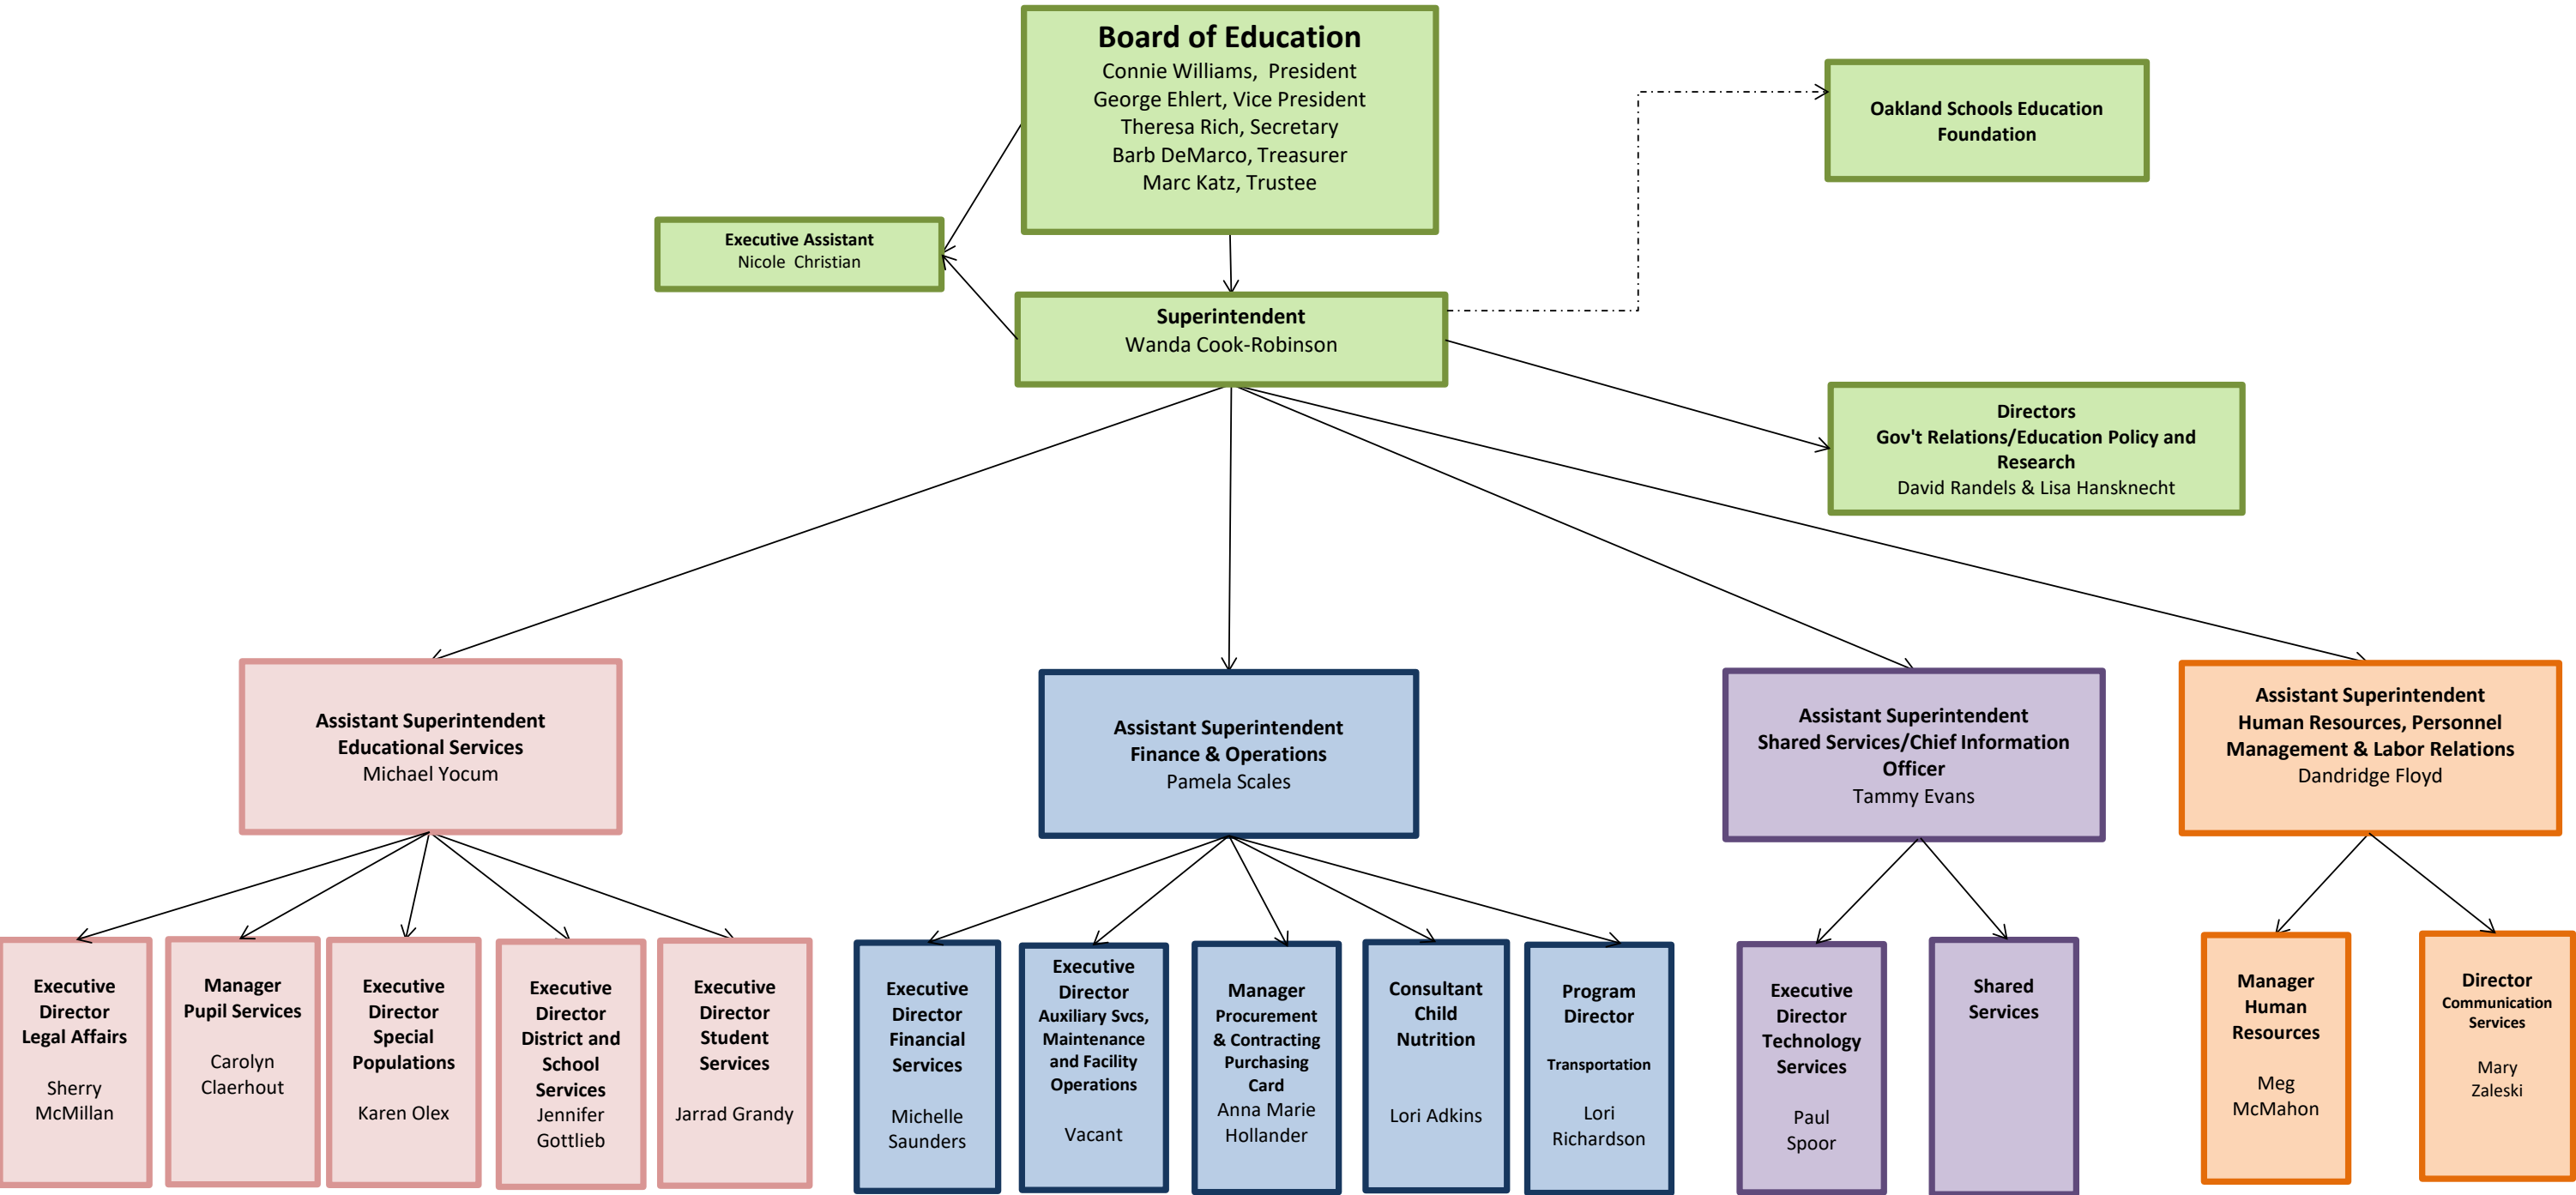 Board of Education
Connie Williams,  President
George Ehlert, Vice President
Theresa Rich, Secretary
Barb DeMarco, Treasurer
Marc Katz, Trustee
Oakland Schools Education
Foundation
Executive Assistant
Nicole  Christian
Superintendent
Wanda Cook-Robinson
Directors
Gov't Relations/Education Policy and
Research
David Randels & Lisa Hansknecht
Assistant Superintendent
Educational Services
Michael Yocum
Assistant Superintendent
Finance & Operations
Pamela Scales
Assistant Superintendent
Shared Services/Chief Information
Officer
Tammy Evans
Assistant Superintendent
Human Resources, Personnel
Management & Labor Relations
Dandridge Floyd
Executive
Director
Legal Affairs
Sherry
McMillan
Manager
Pupil Services
Carolyn
Claerhout
Executive
Director
Special
Populations
Karen Olex
Executive
Director
District and
School
Services
Jennifer
Gottlieb
Executive
Director
Student
Services
Jarrad Grandy
Executive
Director
Financial
Services
Michelle
Saunders
Executive
Director
Auxiliary Svcs,
Maintenance
and Facility
Operations
Vacant
Manager
Procurement
& Contracting
Purchasing
Card
Anna Marie
Hollander
Consultant
Child
Nutrition
Lori Adkins
Program
Director
Transportation
Lori
Richardson
Executive
Director
Technology
Services
Paul
Spoor
Shared
Services
Manager
Human
Resources
Meg
McMahon
Director
Communication
Services
Mary
Zaleski